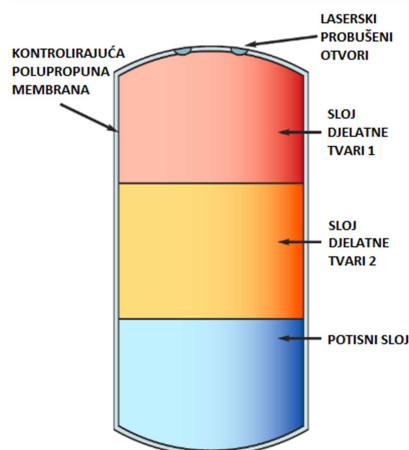 LASERSKI
PROBUŠENI
OTVORI
KONTROLIRAJUĆA
POLUPROPUNA
MEMBRANA
SLOJ
DJELATNE
TVARI 1
SLOJ
DJELATNE
TVARI 2
POTISNI SLOJ